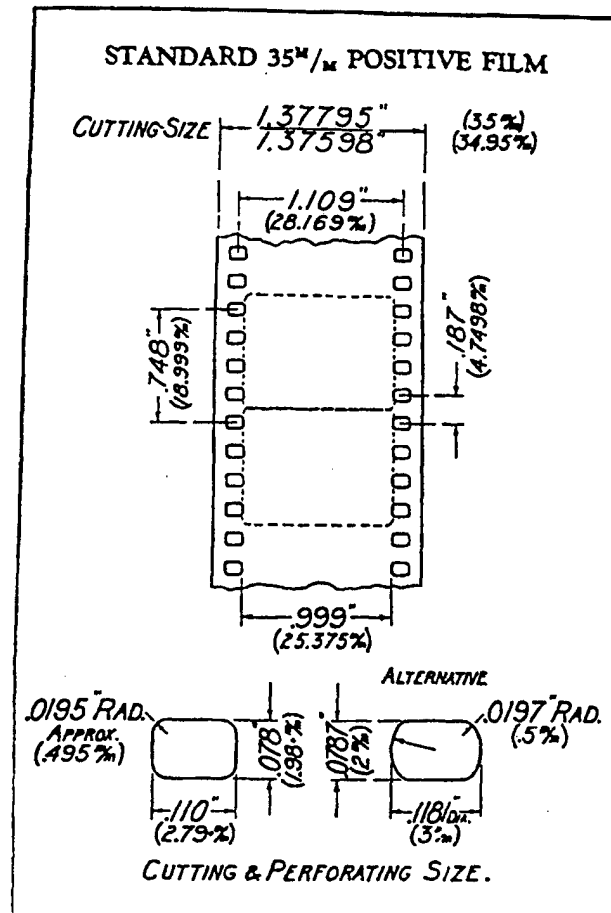 STANDARD 35ᴹ/ᴍ POSITIVE FILM
CUTTING-SIZE 1.37795" (35 m/m)
1.37598" (34.95 m/m)
1.109"
(28.169 m/m)
.748"
(18.999 m/m)
.187"
(4.7498 m/m)
.999"
(25.375 m/m)
ALTERNATIVE
.0195" RAD.
APPROX.
(.495 m/m)
.078"
(1.98 m/m)
.0787"
(2 m/m)
.0197" RAD.
(.5 m/m)
.110"
(2.79 m/m)
.1181" DIA.
(3 m/m)
CUTTING & PERFORATING SIZE.